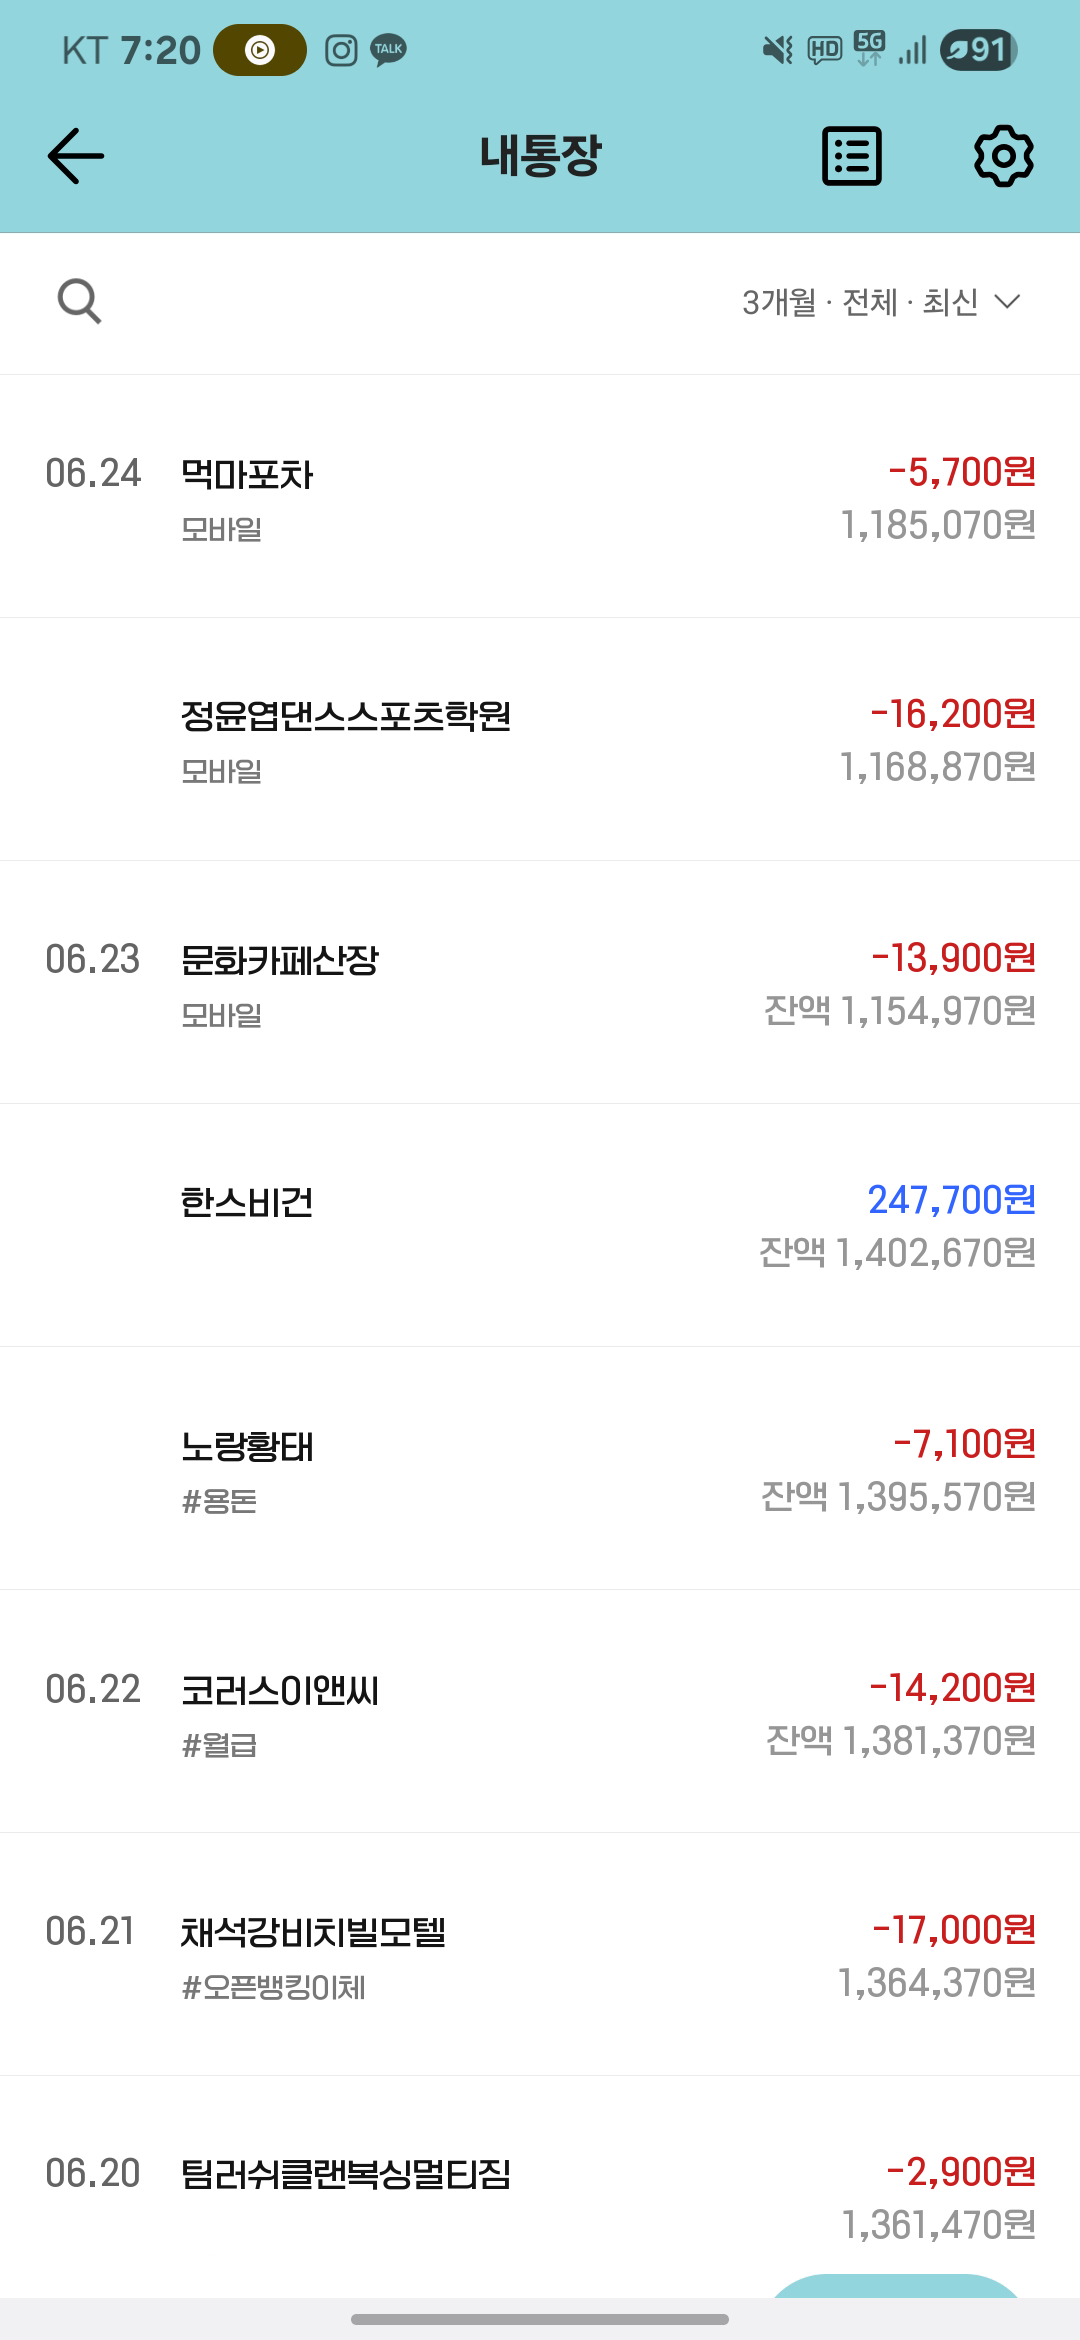 KT 7:20 TALK HD 5G 91
내통장
3개월 · 전체 · 최신
06.24 먹마포차 -5,700원
모바일 1,185,070원
정윤엽댄스스포츠학원 -16,200원
모바일 1,168,870원
06.23 문화카페산장 -13,900원
모바일 잔액 1,154,970원
한스비건 247,700원
잔액 1,402,670원
노랑황태 -7,100원
#용돈 잔액 1,395,570원
06.22 코러스이앤씨 -14,200원
#월급 잔액 1,381,370원
06.21 채석강비치빌모텔 -17,000원
#오픈뱅킹이체 1,364,370원
06.20 팀러쉬클랜복싱멀티짐 -2,900원
1,361,470원